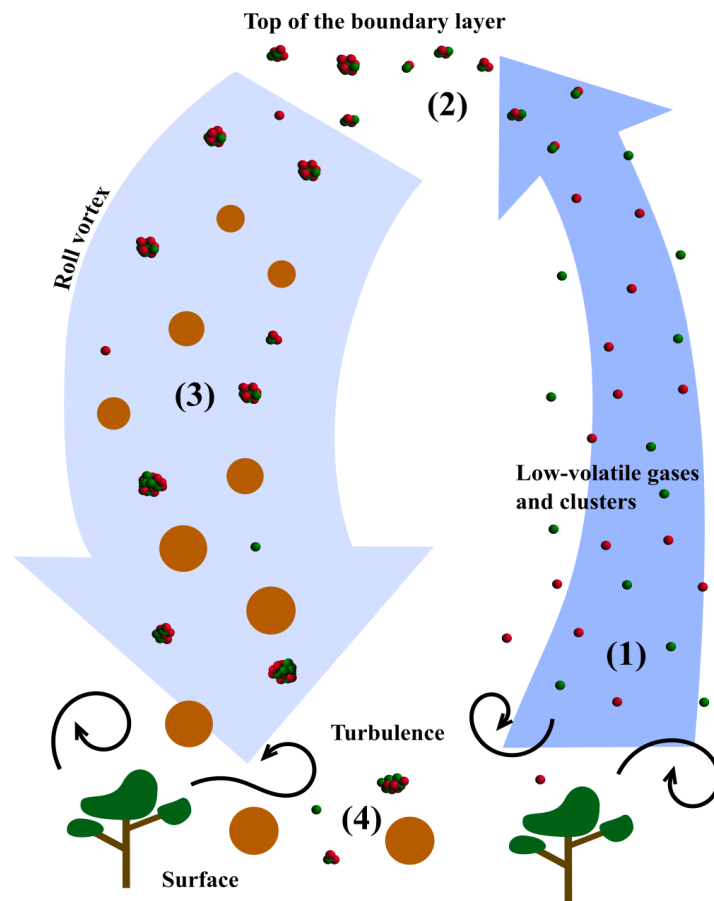 Top of the boundary layer
(2)
Roll vortex
(3)
Low-volatile gases
and clusters
(1)
Turbulence
(4)
Surface